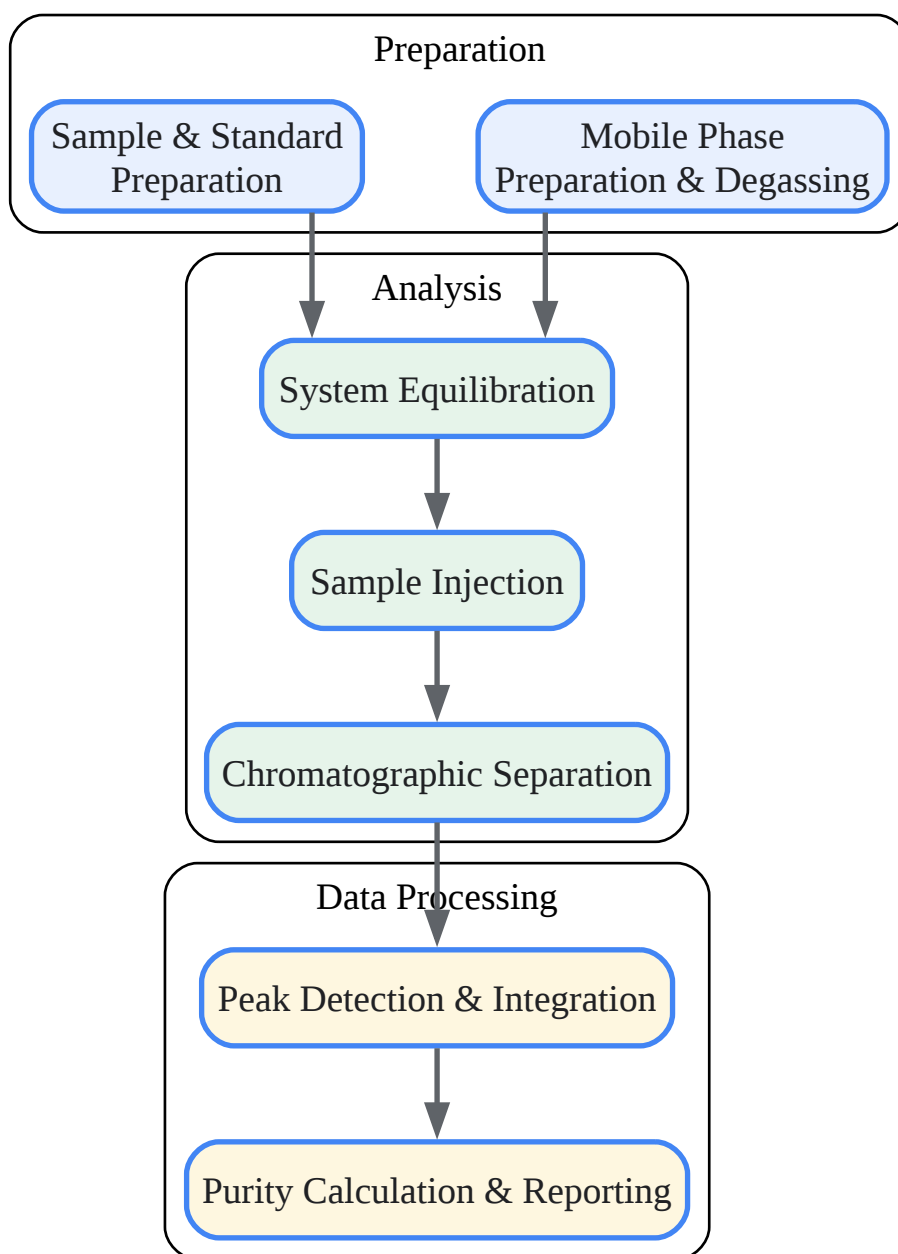 Preparation
Sample & Standard
Preparation
Mobile Phase
Preparation & Degassing
Analysis
System Equilibration
Sample Injection
Chromatographic Separation
Data Processing
Peak Detection & Integration
Purity Calculation & Reporting